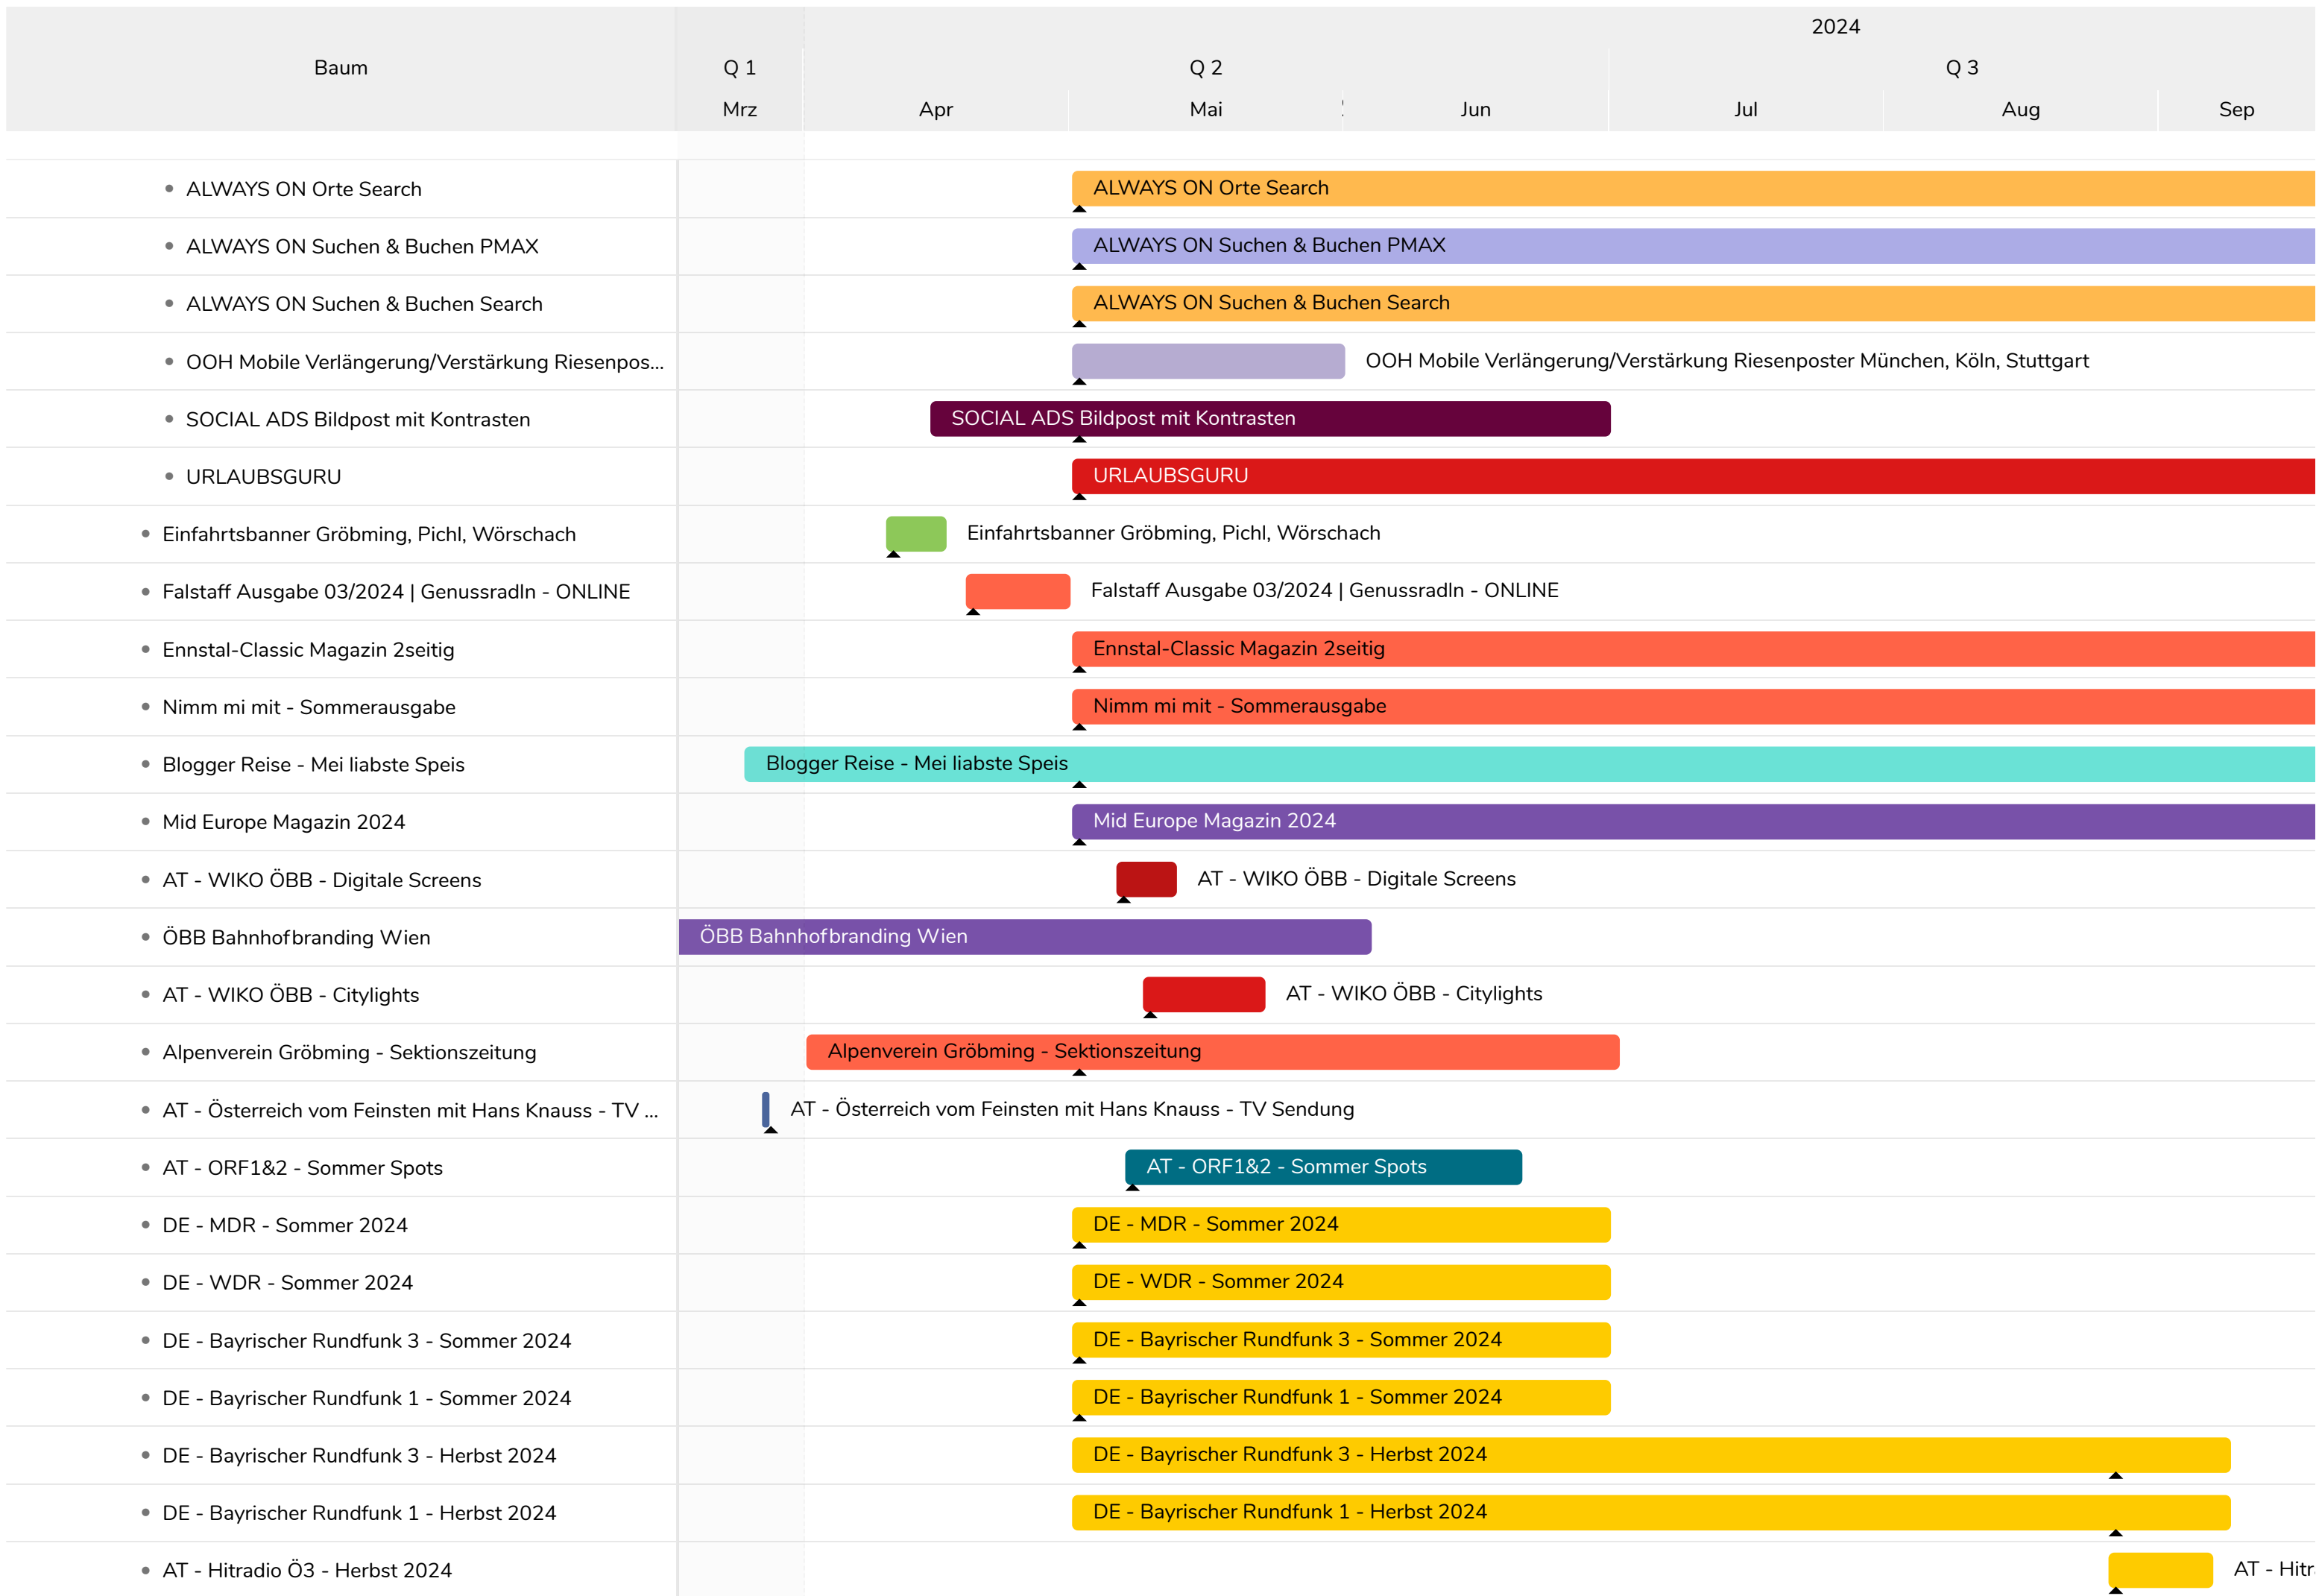 2024
Baum
Q 1
Q 2
Q 3
Mrz
Apr
Mai
Jun
Jul
Aug
Sep
ALWAYS ON Orte Search
ALWAYS ON Orte Search
ALWAYS ON Suchen & Buchen PMAX
ALWAYS ON Suchen & Buchen PMAX
ALWAYS ON Suchen & Buchen Search
ALWAYS ON Suchen & Buchen Search
OOH Mobile Verlängerung/Verstärkung Riesenpos...
OOH Mobile Verlängerung/Verstärkung Riesenposter München, Köln, Stuttgart
SOCIAL ADS Bildpost mit Kontrasten
SOCIAL ADS Bildpost mit Kontrasten
URLAUBSGURU
URLAUBSGURU
Einfahrtsbanner Gröbming, Pichl, Wörschach
Einfahrtsbanner Gröbming, Pichl, Wörschach
Falstaff Ausgabe 03/2024 | Genussradln - ONLINE
Falstaff Ausgabe 03/2024 | Genussradln - ONLINE
Ennstal-Classic Magazin 2seitig
Ennstal-Classic Magazin 2seitig
Nimm mi mit - Sommerausgabe
Nimm mi mit - Sommerausgabe
Blogger Reise - Mei liabste Speis
Blogger Reise - Mei liabste Speis
Mid Europe Magazin 2024
Mid Europe Magazin 2024
AT - WIKO ÖBB - Digitale Screens
AT - WIKO ÖBB - Digitale Screens
ÖBB Bahnhofbranding Wien
ÖBB Bahnhofbranding Wien
AT - WIKO ÖBB - Citylights
AT - WIKO ÖBB - Citylights
Alpenverein Gröbming - Sektionszeitung
Alpenverein Gröbming - Sektionszeitung
AT - Österreich vom Feinsten mit Hans Knauss - TV ...
AT - Österreich vom Feinsten mit Hans Knauss - TV Sendung
AT - ORF1&2 - Sommer Spots
AT - ORF1&2 - Sommer Spots
DE - MDR - Sommer 2024
DE - MDR - Sommer 2024
DE - WDR - Sommer 2024
DE - WDR - Sommer 2024
DE - Bayrischer Rundfunk 3 - Sommer 2024
DE - Bayrischer Rundfunk 3 - Sommer 2024
DE - Bayrischer Rundfunk 1 - Sommer 2024
DE - Bayrischer Rundfunk 1 - Sommer 2024
DE - Bayrischer Rundfunk 3 - Herbst 2024
DE - Bayrischer Rundfunk 3 - Herbst 2024
DE - Bayrischer Rundfunk 1 - Herbst 2024
DE - Bayrischer Rundfunk 1 - Herbst 2024
AT - Hitradio Ö3 - Herbst 2024
AT - Hitr